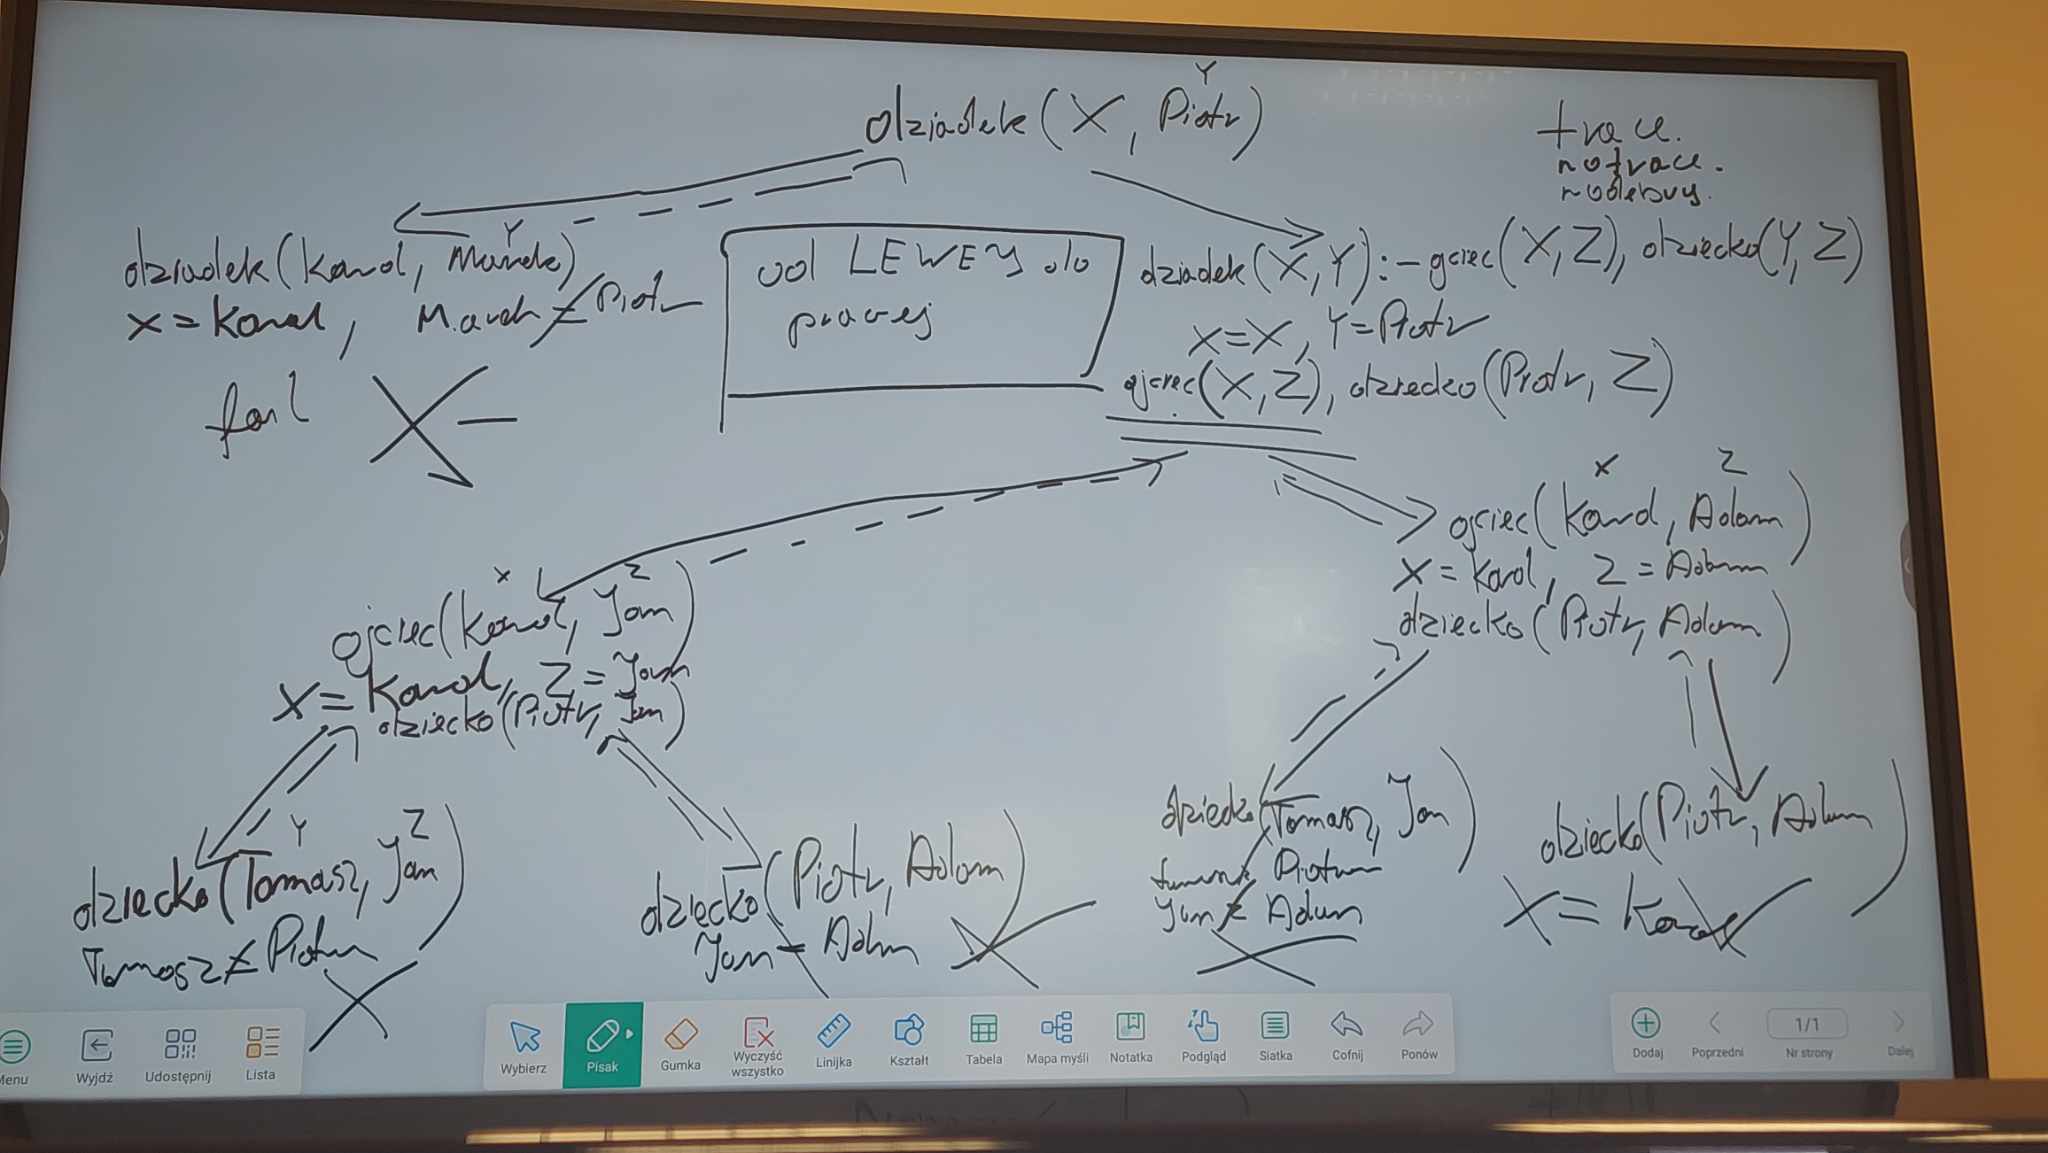 Y
dziadek(X, Piotr)
trace.
notrace.
nodebug.
Y
dziadek(Karol, Marek)
X = Karol, Marek ≠ Piotr
fail
od LEWEJ do
prawej
dziadek(X,Y):-ojciec(X,Z), dziecko(Y,Z)
X=X, Y=Piotr
ojciec(X,Z), dziecko(Piotr, Z)
X Z
ojciec(Karol, Jan)
X = Karol, Z = Jan
dziecko(Piotr, Jan)
X Z
ojciec(Karol, Adam)
X = Karol, Z = Adam
dziecko(Piotr, Adam)
Y Z
dziecko(Tomasz, Jan)
Tomasz ≠ Piotr
dziecko(Piotr, Adam)
Jan = Adam
dziecko(Tomasz, Jan)
Piotr
Jan ≠ Adam
dziecko(Piotr, Adam)
X = Karol
Menu
Wyjdź
Udostępnij
Lista
Wybierz
Pisak
Gumka
Wyczyść
wszystko
Linijka
Kształt
Tabela
Mapa myśli
Notatka
Podgląd
Siatka
Cofnij
Ponów
Dodaj
Poprzedni
1/1
Nr strony
Dalej